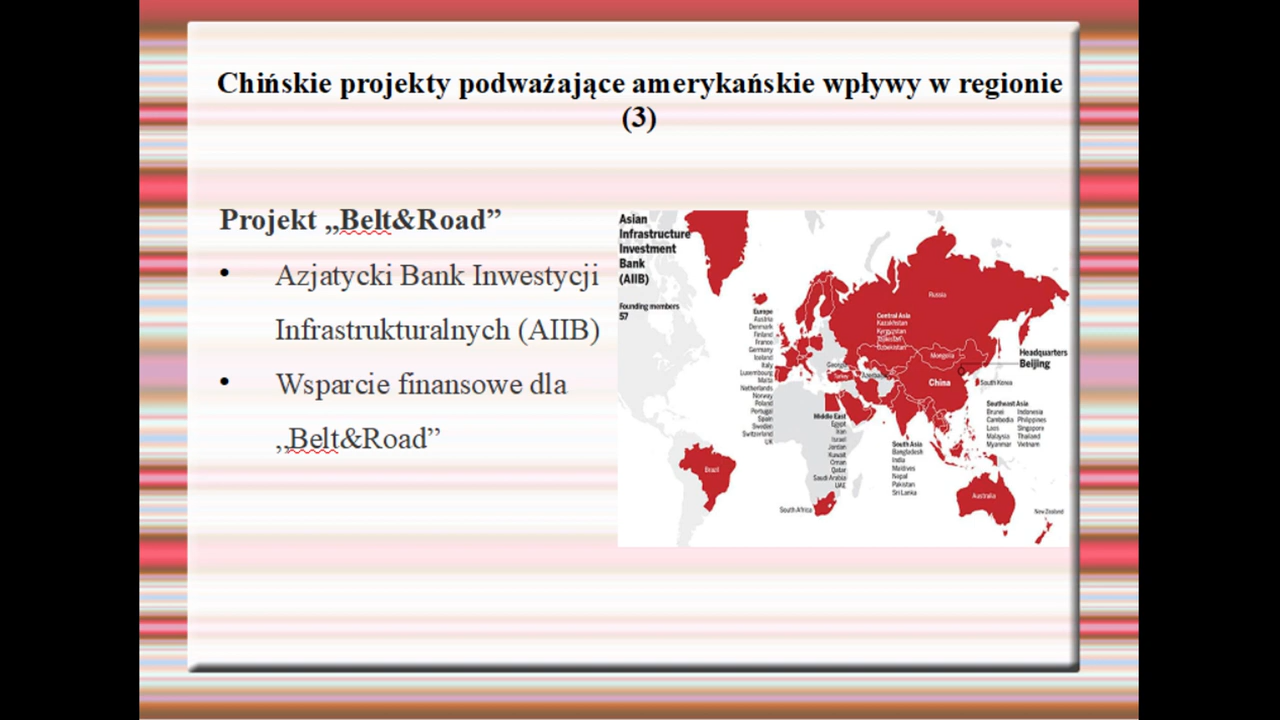 Chińskie projekty podważające amerykańskie wpływy w regionie
(3)
Projekt „Belt&Road”
• Azjatycki Bank Inwestycji
Infrastrukturalnych (AIIB)
• Wsparcie finansowe dla
„Belt&Road”
Asian
Infrastructure
Investment
Bank
(AIIB)
Founding members
57
Europe
Austria
Denmark
Finland
France
Germany
Iceland
Italy
Luxembourg
Malta
Netherlands
Norway
Poland
Portugal
Spain
Sweden
Switzerland
UK
Russia
Central Asia
Kazakhstan
Kyrgyzstan
Tajikistan
Uzbekistan
Georgia
Turkey
Azerbaijan
Mongolia
China
Headquarters
Beijing
South Korea
Middle East
Egypt
Iran
Israel
Jordan
Kuwait
Oman
Qatar
Saudi Arabia
UAE
South Asia
Bangladesh
India
Maldives
Nepal
Pakistan
Sri Lanka
Southeast Asia
Brunei Indonesia
Cambodia Philippines
Laos Singapore
Malaysia Thailand
Myanmar Vietnam
Brazil
South Africa
Australia
New Zealand